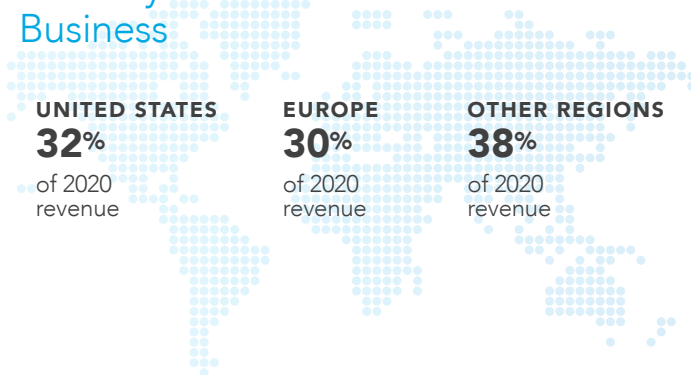 Business
UNITED STATES
32%
of 2020
revenue
EUROPE
30%
of 2020
revenue
OTHER REGIONS
38%
of 2020
revenue